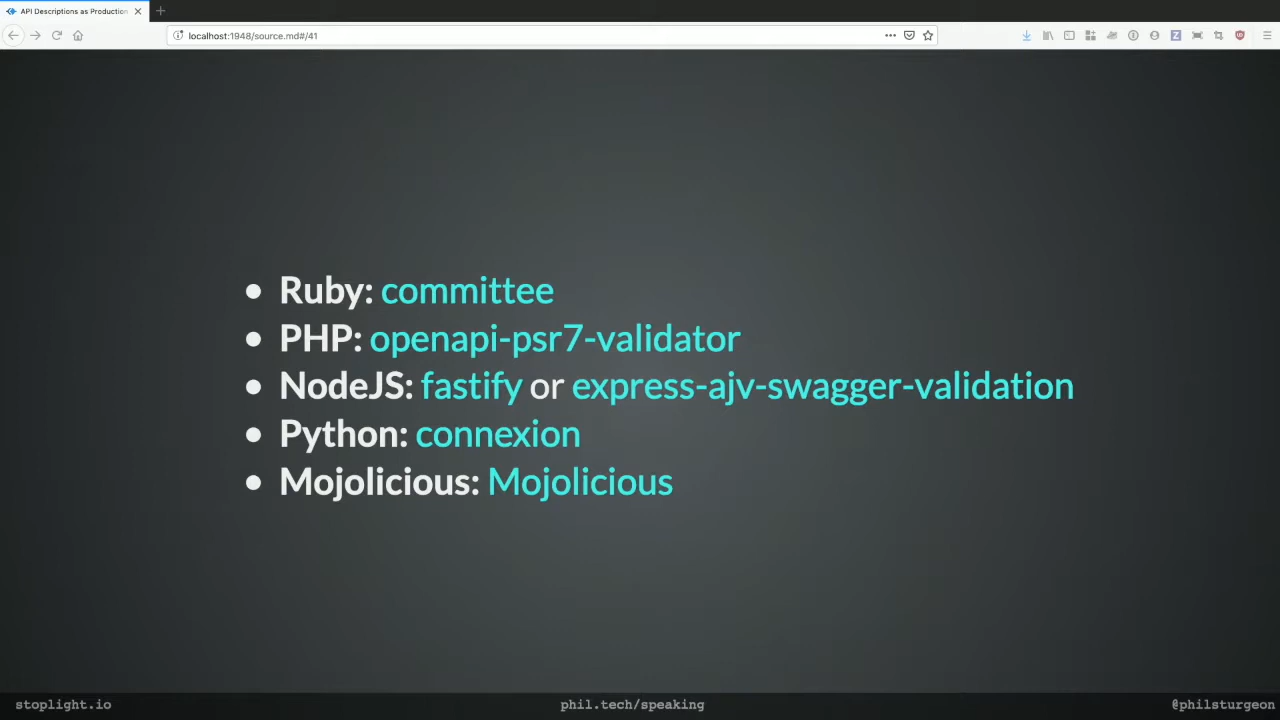 API Descriptions as Production
localhost:1948/source.md#/41
Ruby: committee
PHP: openapi-psr7-validator
NodeJS: fastify or express-ajv-swagger-validation
Python: connexion
Mojolicious: Mojolicious
stoplight.io
phil.tech/speaking
@philsturgeon